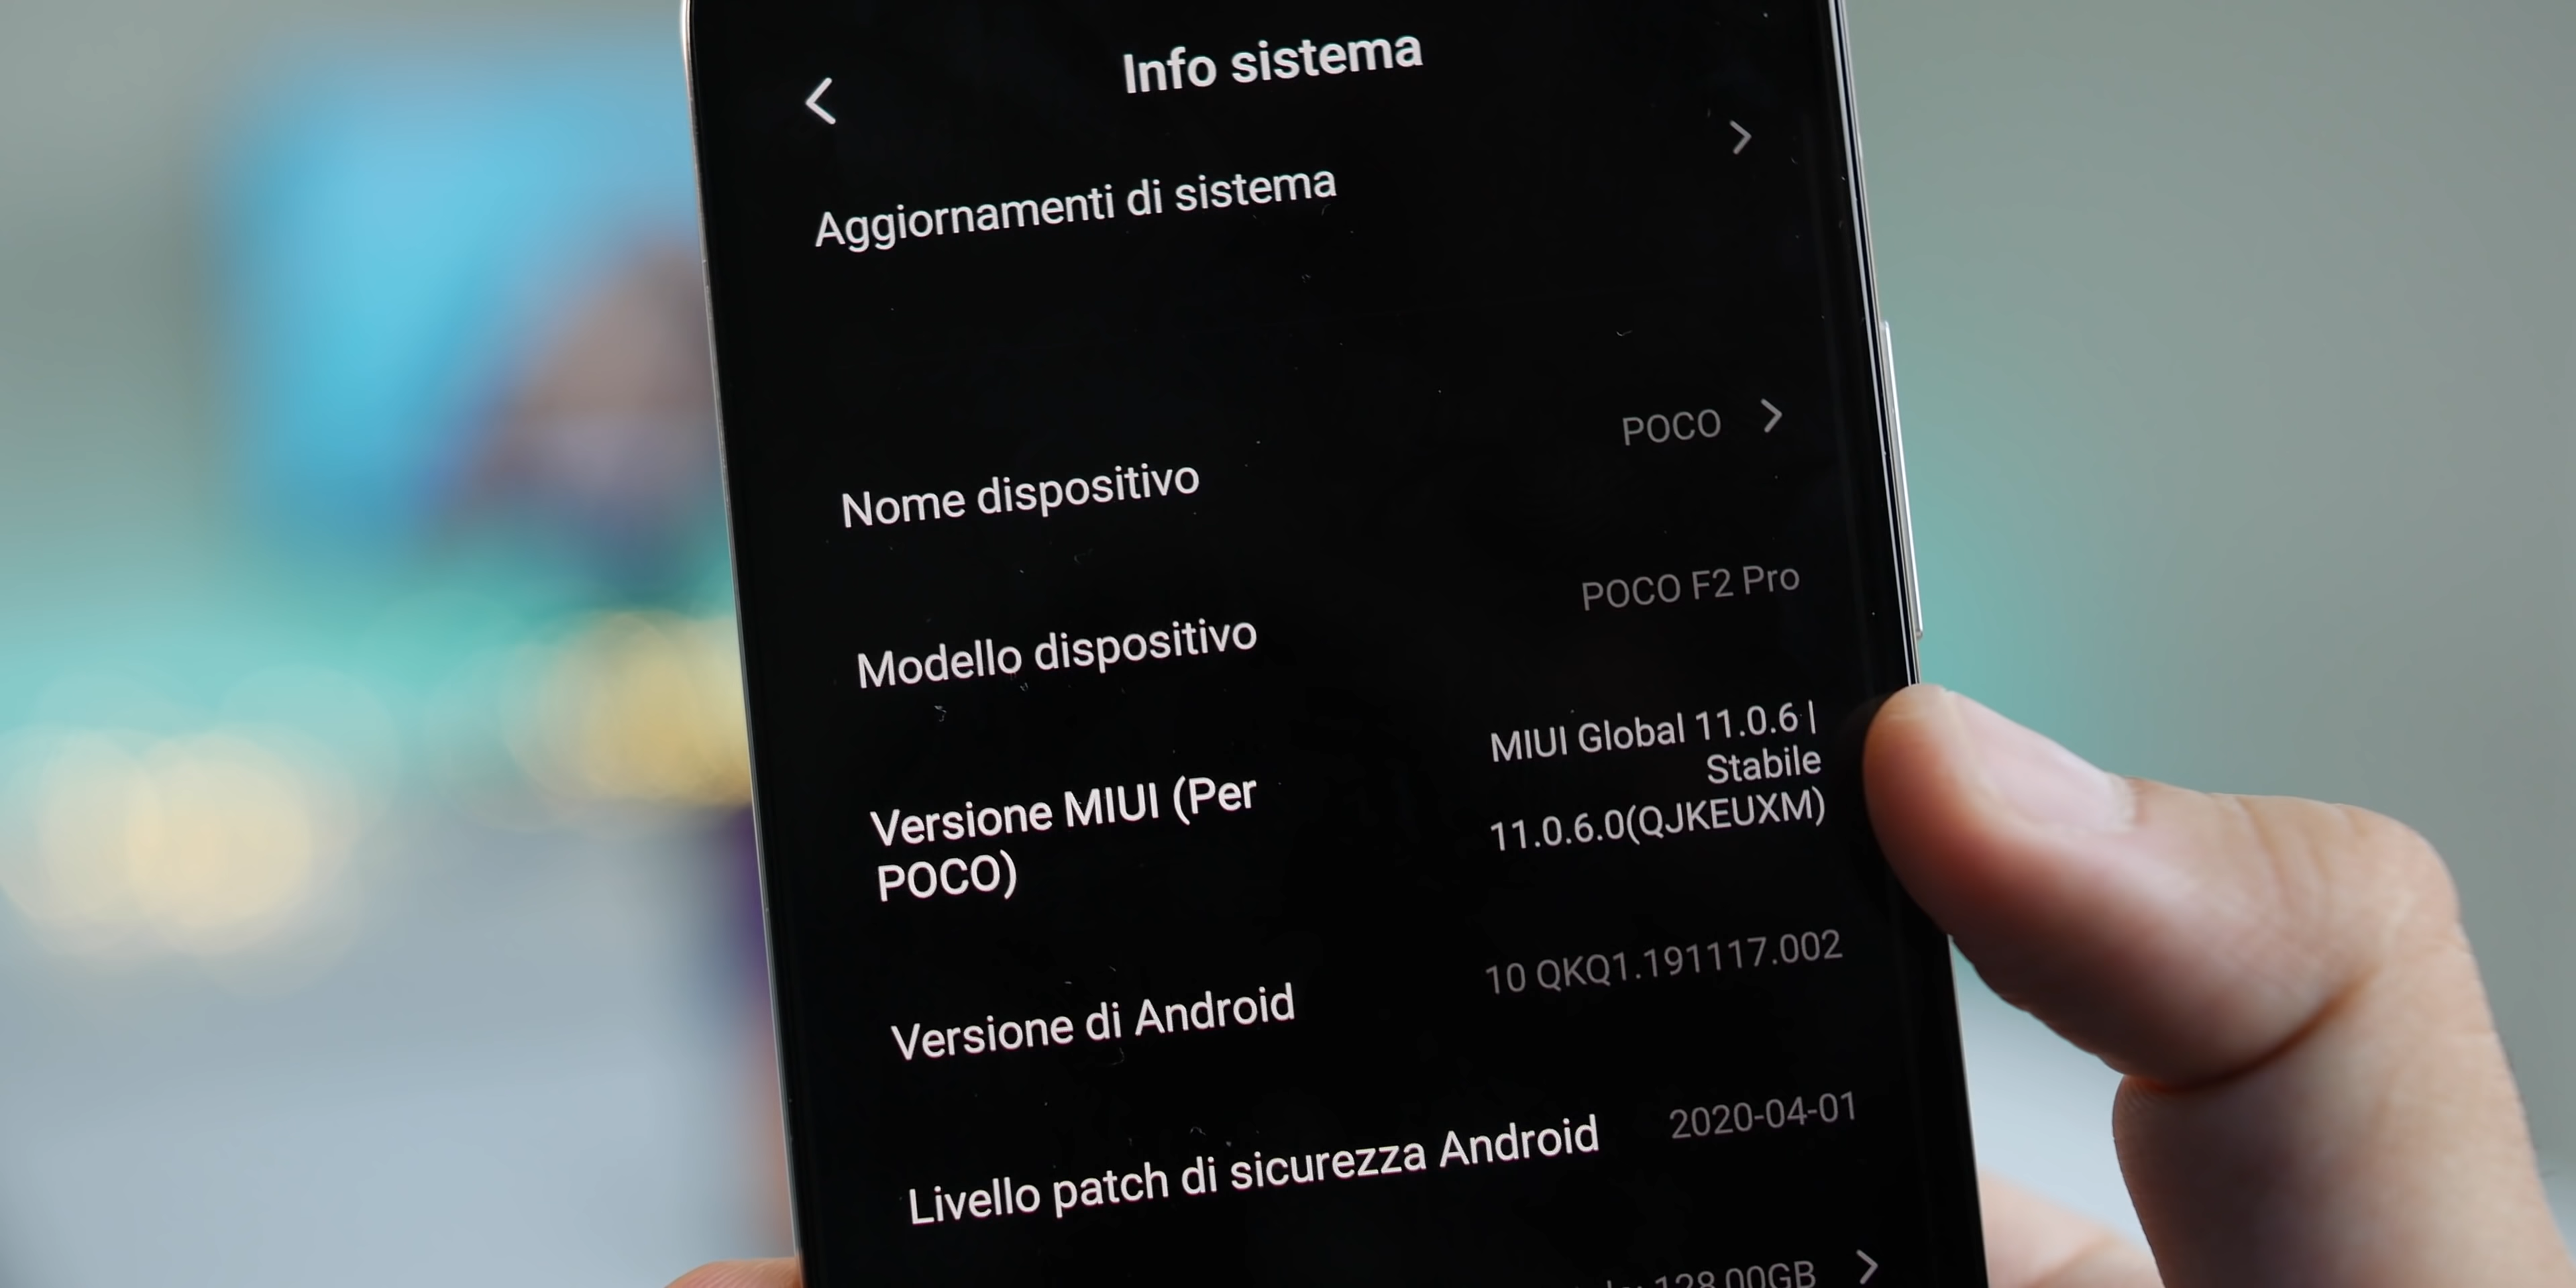 Info sistema
Aggiornamenti di sistema
Nome dispositivo
POCO
Modello dispositivo
POCO F2 Pro
Versione MIUI (Per
POCO)
MIUI Global 11.0.6 |
Stabile
11.0.6.0(QJKEUXM)
Versione di Android
10 QKQ1.191117.002
Livello patch di sicurezza Android
2020-04-01
128,00GB